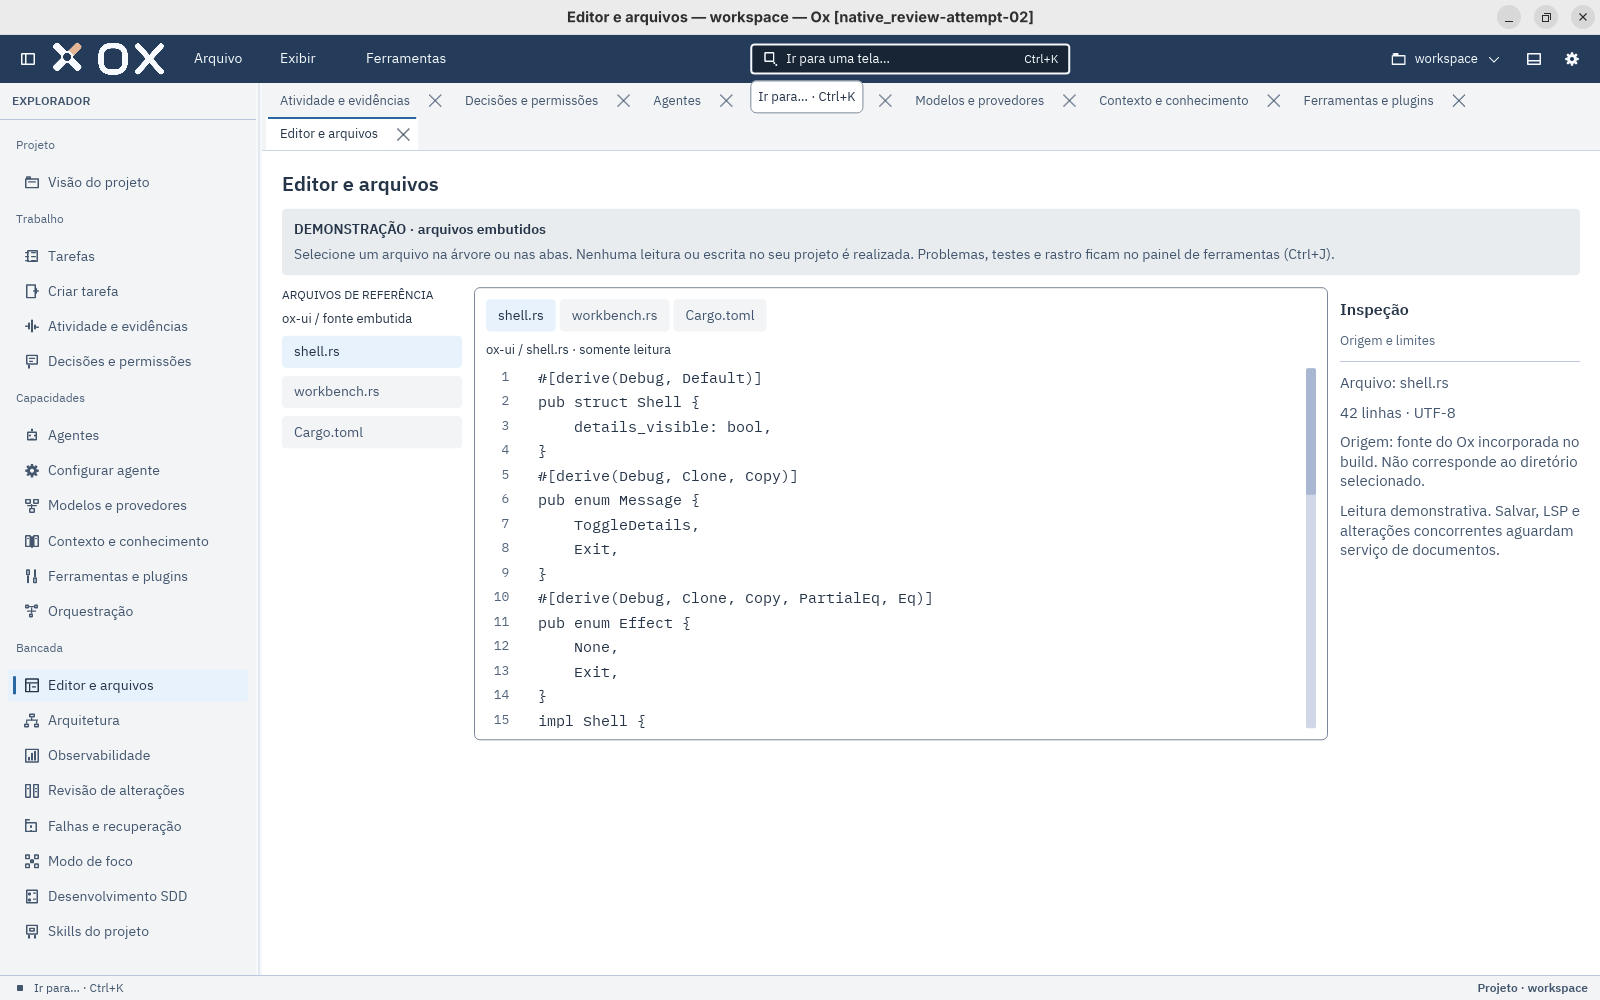 Editor e arquivos — workspace — Ox [native_review-attempt-02]
OX
Arquivo
Exibir
Ferramentas
Ir para uma tela...
Ctrl+K
workspace
EXPLORADOR
Atividade e evidências
Decisões e permissões
Agentes
Ir para... · Ctrl+K
Modelos e provedores
Contexto e conhecimento
Ferramentas e plugins
Editor e arquivos
Projeto
Visão do projeto
Trabalho
Tarefas
Criar tarefa
Atividade e evidências
Decisões e permissões
Capacidades
Agentes
Configurar agente
Modelos e provedores
Contexto e conhecimento
Ferramentas e plugins
Orquestração
Bancada
Editor e arquivos
Arquitetura
Observabilidade
Revisão de alterações
Falhas e recuperação
Modo de foco
Desenvolvimento SDD
Skills do projeto
Editor e arquivos
DEMONSTRAÇÃO · arquivos embutidos
Selecione um arquivo na árvore ou nas abas. Nenhuma leitura ou escrita no seu projeto é realizada. Problemas, testes e rastro ficam no painel de ferramentas (Ctrl+J).
ARQUIVOS DE REFERÊNCIA
ox-ui / fonte embutida
shell.rs
workbench.rs
Cargo.toml
shell.rs
workbench.rs
Cargo.toml
ox-ui / shell.rs · somente leitura
1 #[derive(Debug, Default)]
2 pub struct Shell {
3     details_visible: bool,
4 }
5 #[derive(Debug, Clone, Copy)]
6 pub enum Message {
7     ToggleDetails,
8     Exit,
9 }
10 #[derive(Debug, Clone, Copy, PartialEq, Eq)]
11 pub enum Effect {
12     None,
13     Exit,
14 }
15 impl Shell {
Inspeção
Origem e limites
Arquivo: shell.rs
42 linhas · UTF-8
Origem: fonte do Ox incorporada no
build. Não corresponde ao diretório
selecionado.
Leitura demonstrativa. Salvar, LSP e
alterações concorrentes aguardam
serviço de documentos.
Ir para... · Ctrl+K
Projeto · workspace